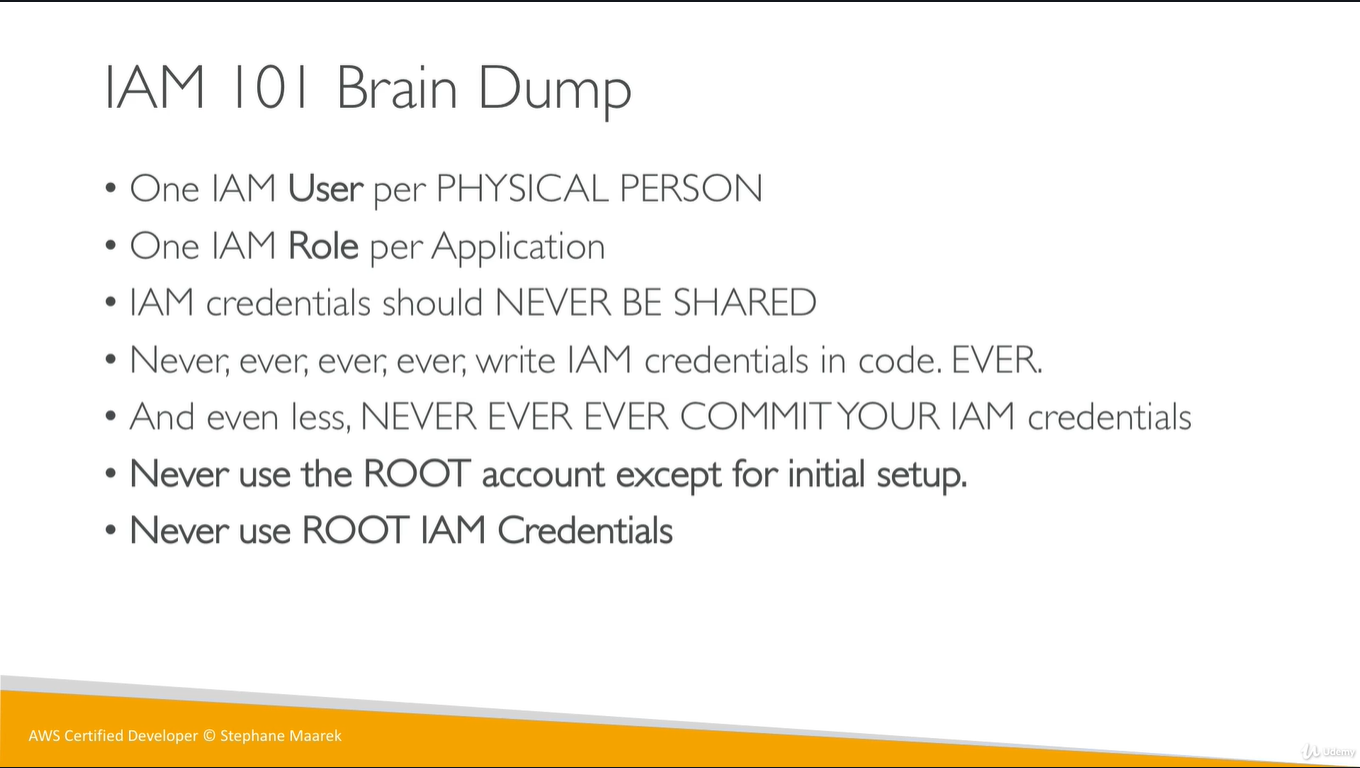 IAM 101 Brain Dump
• One IAM User per PHYSICAL PERSON
• One IAM Role per Application
• IAM credentials should NEVER BE SHARED
• Never, ever, ever, ever, write IAM credentials in code. EVER.
• And even less, NEVER EVER EVER COMMIT YOUR IAM credentials
• Never use the ROOT account except for initial setup.
• Never use ROOT IAM Credentials
AWS Certified Developer © Stephane Maarek
Udemy